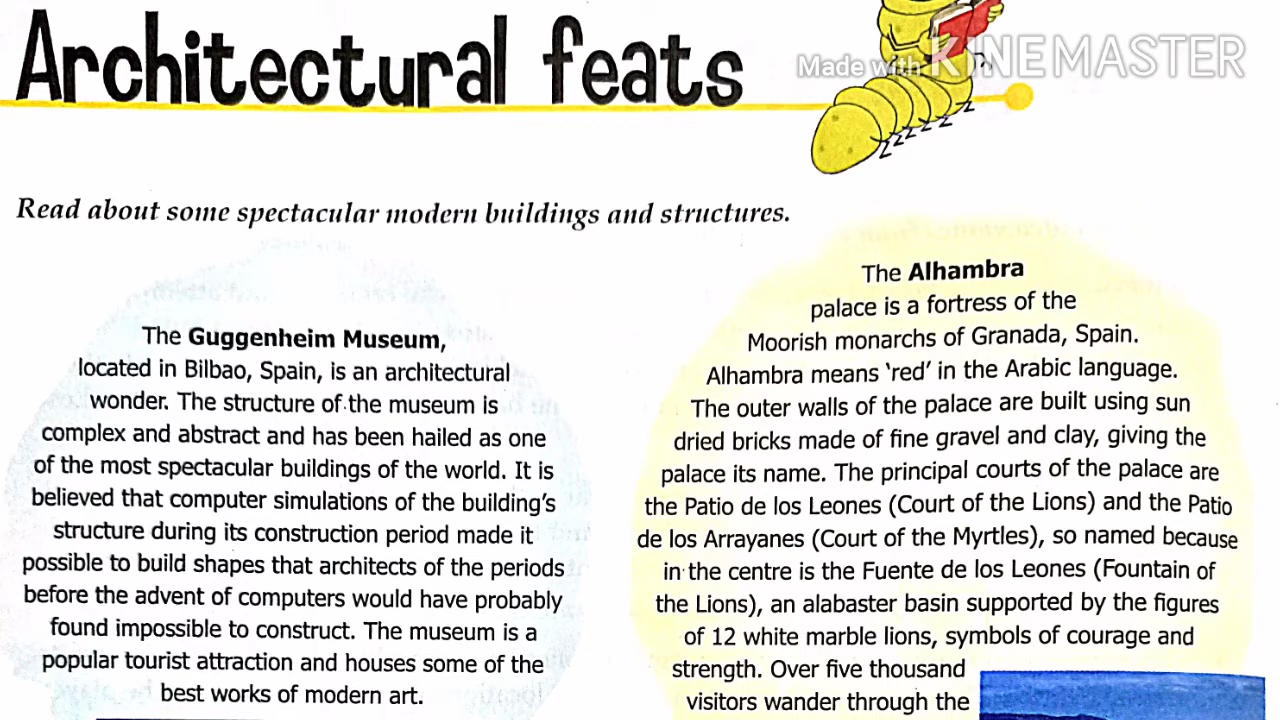 Architectural feats
Made with KINEMASTER
Read about some spectacular modern buildings and structures.
The Guggenheim Museum,
located in Bilbao, Spain, is an architectural
wonder. The structure of the museum is
complex and abstract and has been hailed as one
of the most spectacular buildings of the world. It is
believed that computer simulations of the building's
structure during its construction period made it
possible to build shapes that architects of the periods
before the advent of computers would have probably
found impossible to construct. The museum is a
popular tourist attraction and houses some of the
best works of modern art.
The Alhambra
palace is a fortress of the
Moorish monarchs of Granada, Spain.
Alhambra means 'red' in the Arabic language.
The outer walls of the palace are built using sun
dried bricks made of fine gravel and clay, giving the
palace its name. The principal courts of the palace are
the Patio de los Leones (Court of the Lions) and the Patio
de los Arrayanes (Court of the Myrtles), so named because
in the centre is the Fuente de los Leones (Fountain of
the Lions), an alabaster basin supported by the figures
of 12 white marble lions, symbols of courage and
strength. Over five thousand
visitors wander through the